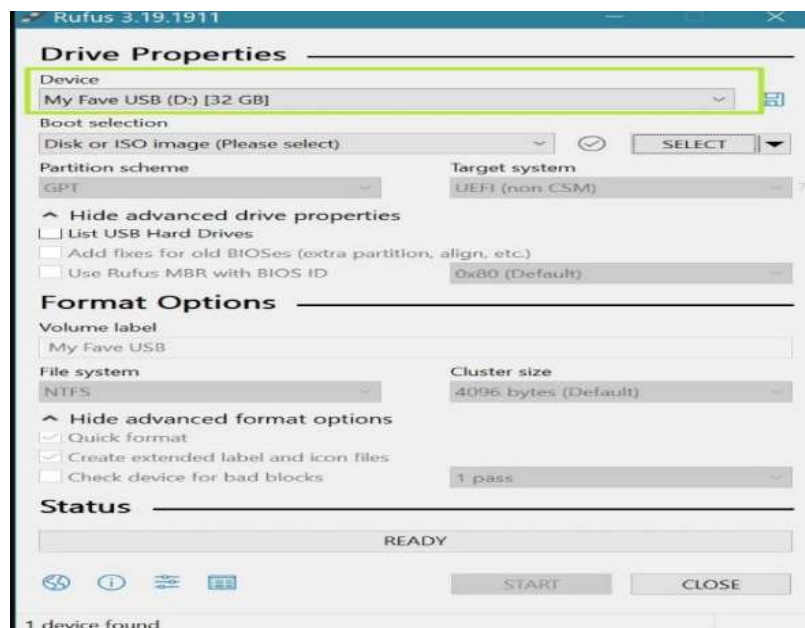 Rufus 3.19.1911
Drive Properties
Device
My Fave USB (D:) [32 GB]
Boot selection
Disk or ISO image (Please select)
SELECT
Partition scheme
Target system
GPT
UEFI (non CSM)
?
Hide advanced drive properties
List USB Hard Drives
Add fixes for old BIOSes (extra partition, align, etc.)
Use Rufus MBR with BIOS ID
0x80 (Default)
Format Options
Volume label
My Fave USB
File system
Cluster size
NTFS
4096 bytes (Default)
Hide advanced format options
Quick format
Create extended label and icon files
Check device for bad blocks
1 pass
Status
READY
START
CLOSE
1 device found